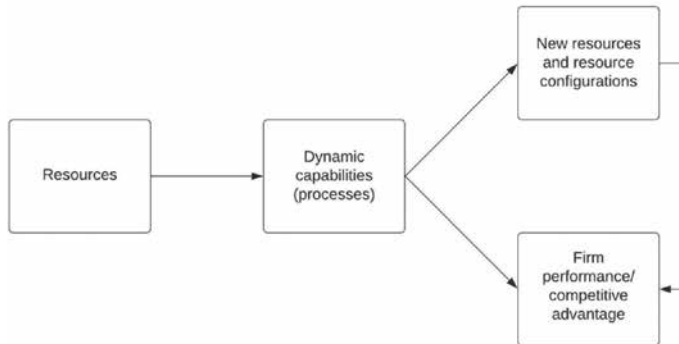 New resources
and resource
configurations
Resources
Dynamic
capabilities
(processes)
Firm
performance/
competitive
advantage